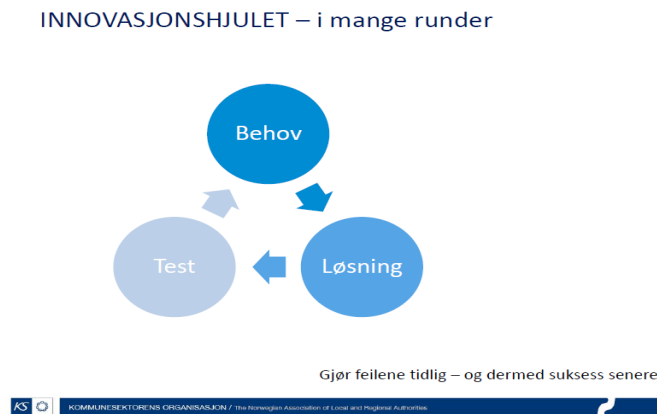 INNOVASJONSHJULET – i mange runder
Behov
Test
Løsning
Gjør feilene tidlig – og dermed suksess senere
KS
KOMMUNESEKTORENS ORGANISASJON / The Norwegian Association of Local and Regional Authorities